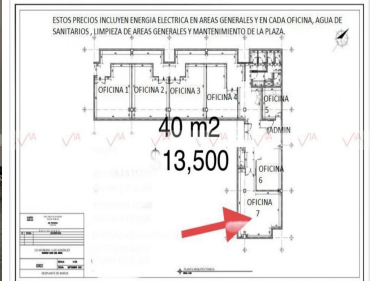 ESTOS PRECIOS INCLUYEN ENERGIA ELECTRICA EN AREAS GENERALES Y EN CADA OFICINA, AGUA DE
SANITARIOS , LIMPIEZA DE AREAS GENERALES Y MANTENIMIENTO DE LA PLAZA.
OFICINA 1
OFICINA 2
OFICINA 3
OFICINA 4
OFICINA
5
ADMIN
40 m2
13,500
OFICINA
6
OFICINA
7